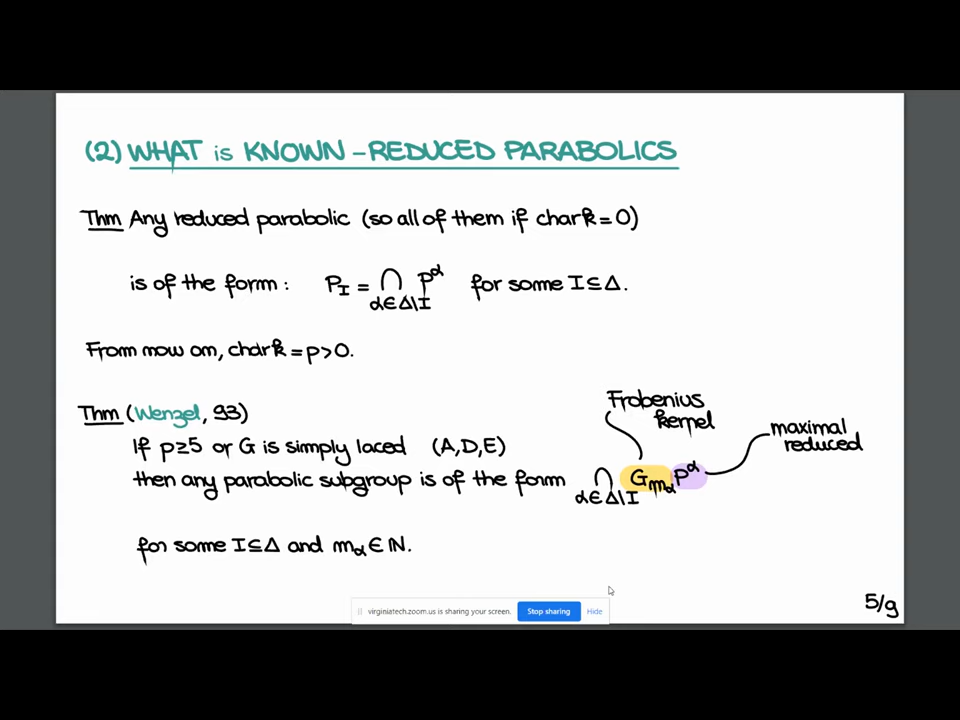 (2) WHAT is KNOWN - REDUCED PARABOLICS
Thm Any reduced parabolic (so all of them if char k = 0)
is of the form : P_I = ⋂_{α∈Δ\I} P^α for some I ⊆ Δ.
From now on, char k = p > 0.
Thm (Wenzel, 93)
If p ≥ 5 or G is simply laced (A, D, E)
then any parabolic subgroup is of the form ⋂_{α∈Δ\I} G_{m_α} P^α
Frobenius
kernel
maximal
reduced
for some I ⊆ Δ and m_α ∈ ℕ.
virginiatech.zoom.us is sharing your screen. Stop sharing Hide
5/9